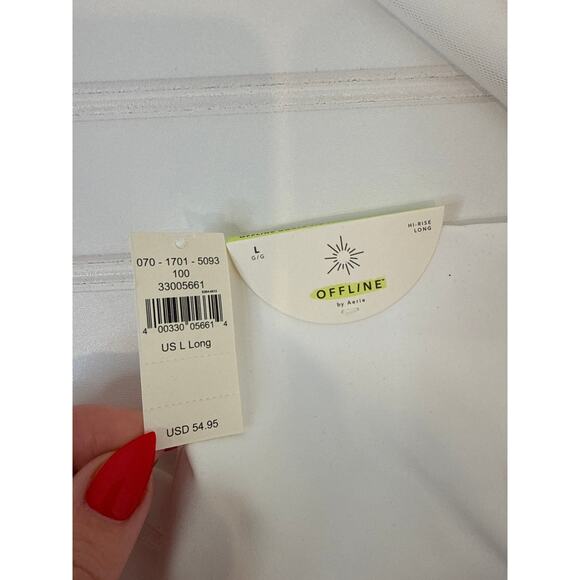 070 - 1701 - 5093
100
33005661
4 00330 05661 4
US L Long
USD 54.95
L
G/G
HI-RISE
LONG
OFFLINE
by Aerie